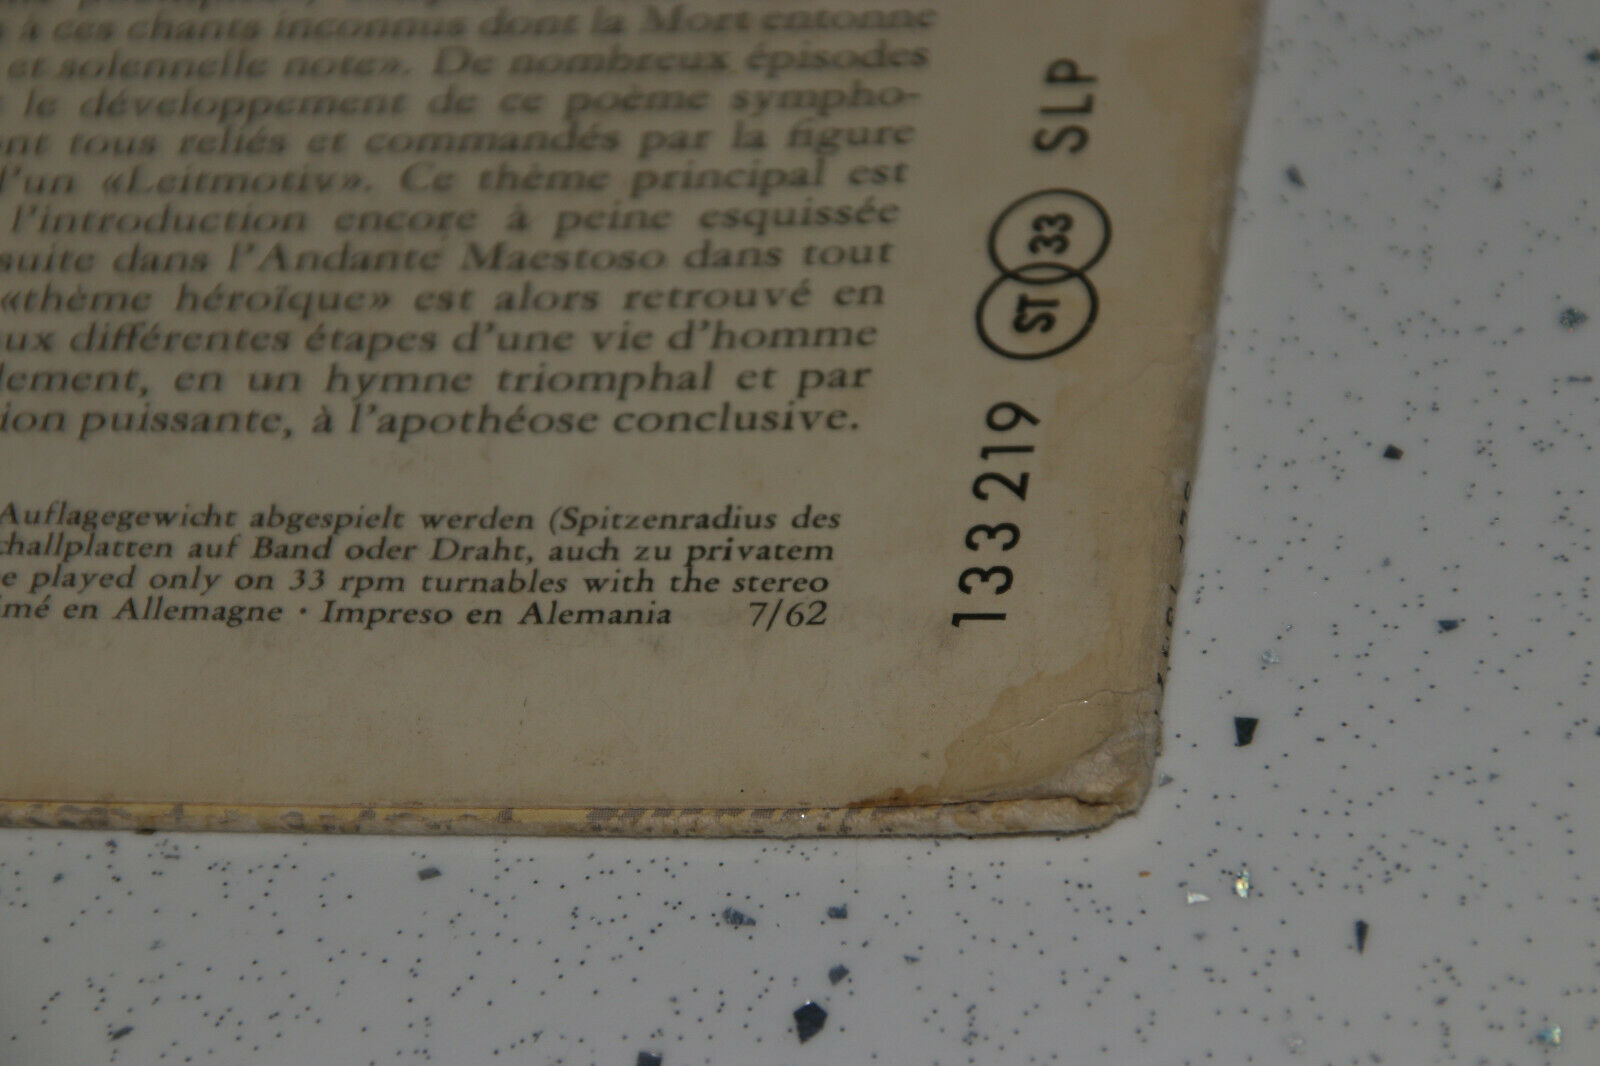 à ces chants inconnus dont la Mort entonne
et solennelle note». De nombreux épisodes
le développement de ce poème sympho-
nt tous reliés et commandés par la figure
d'un «Leitmotiv». Ce thème principal est
l'introduction encore à peine esquissée
suite dans l'Andante Maestoso dans tout
«thème héroïque» est alors retrouvé en
ux différentes étapes d'une vie d'homme
lement, en un hymne triomphal et par
ion puissante, à l'apothéose conclusive.
Auflagegewicht abgespielt werden (Spitzenradius des
challplatten auf Band oder Draht, auch zu privatem
e played only on 33 rpm turnables with the stereo
imé en Allemagne · Impreso en Alemania 7/62
133 219 ST 33 SLP